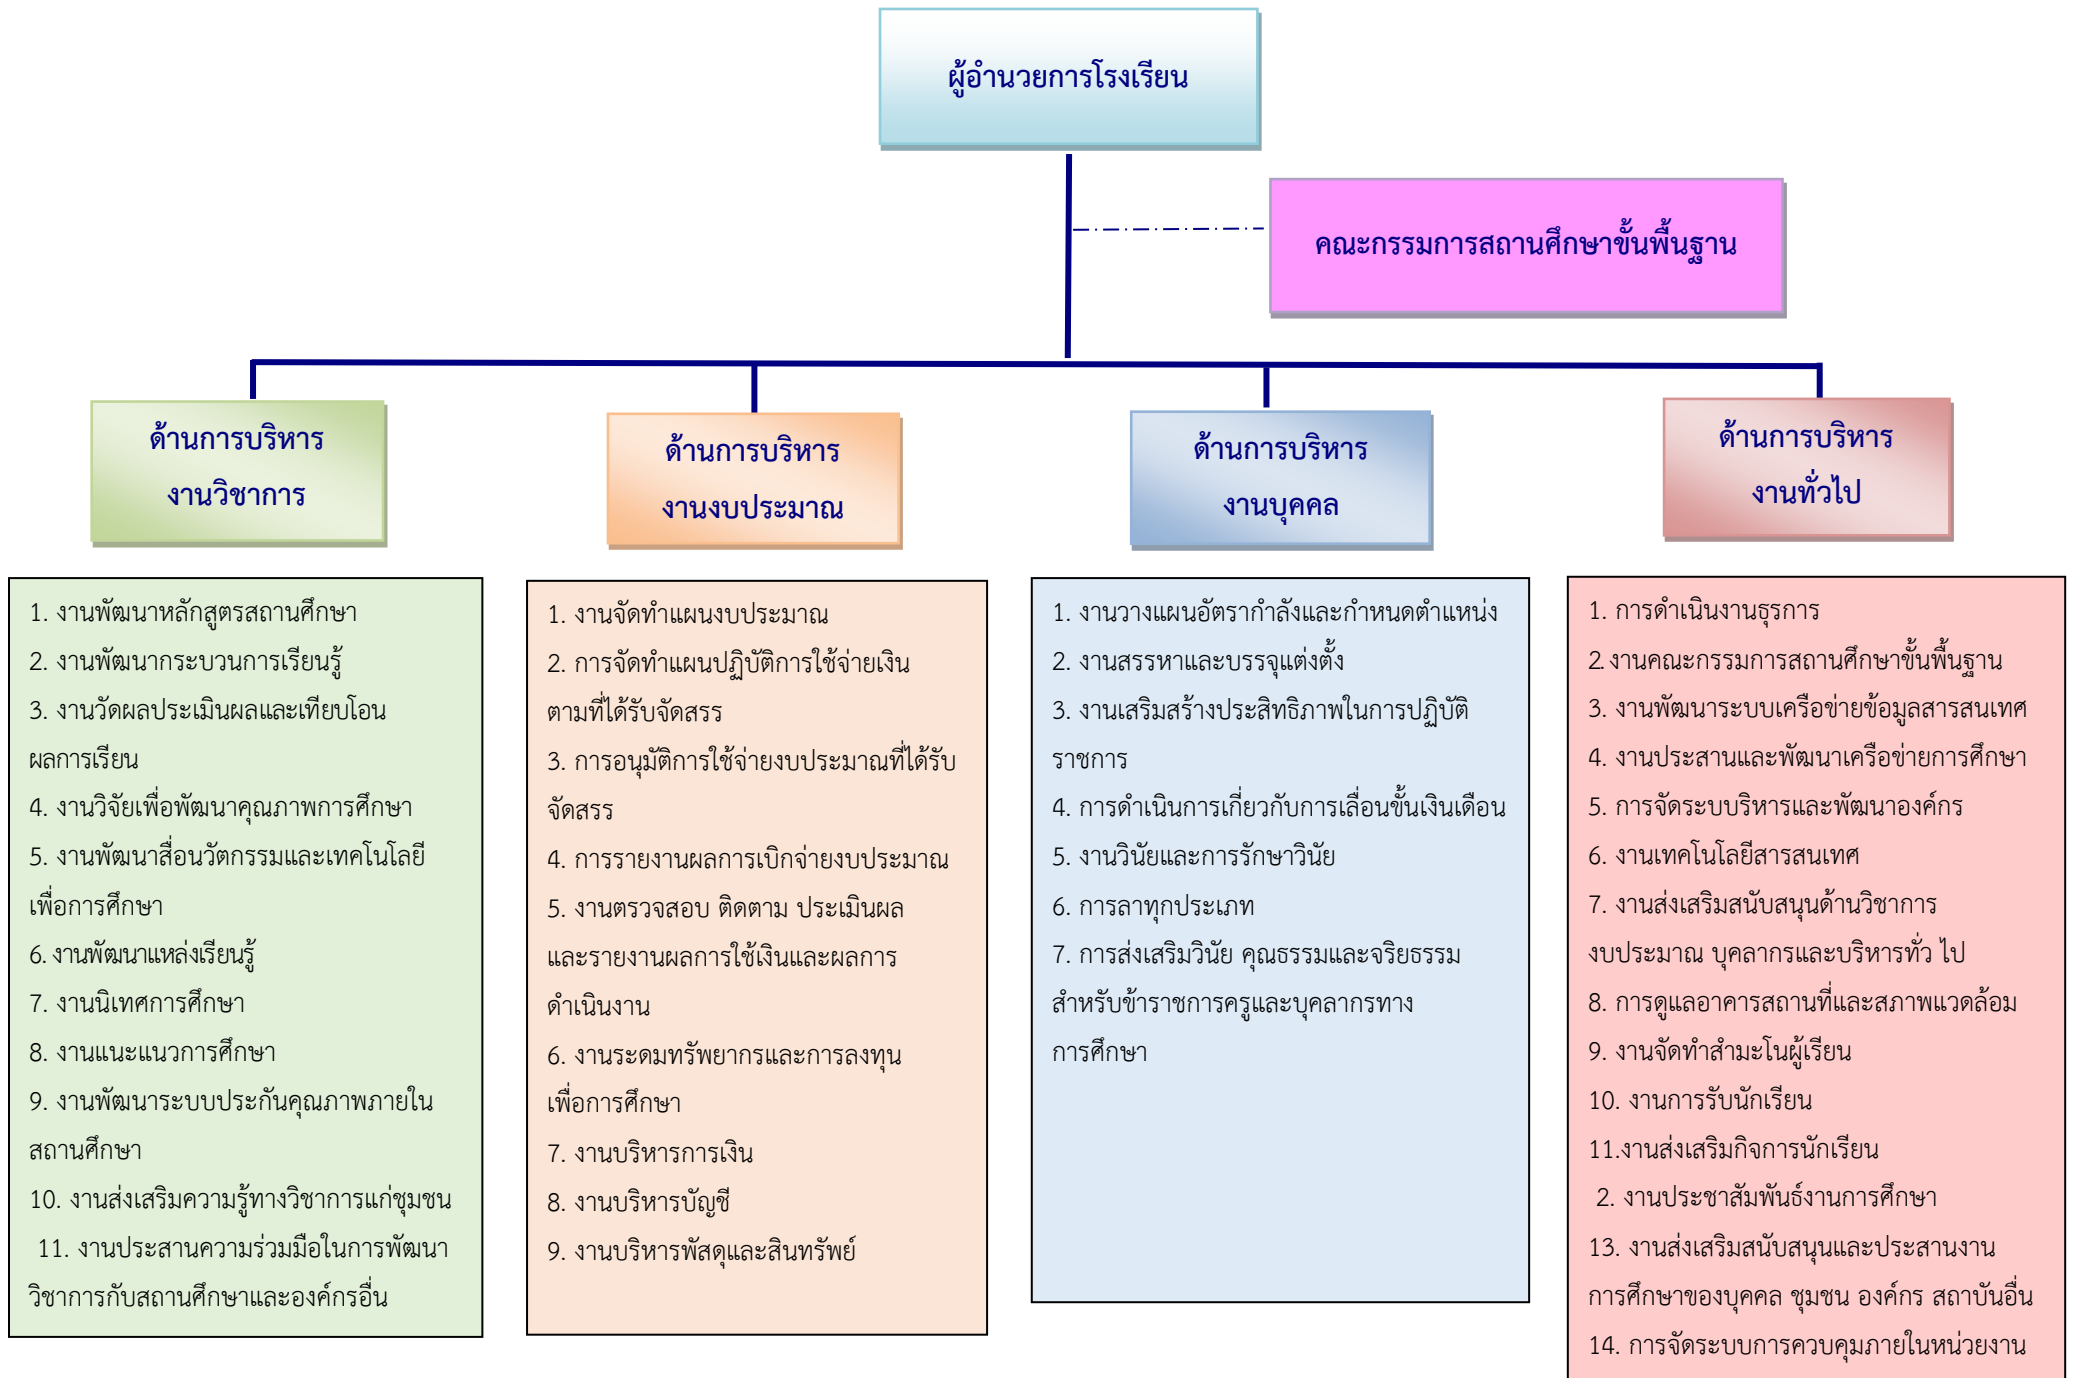 ผู้อำนวยการโรงเรียน
คณะกรรมการสถานศึกษาขั้นพื้นฐาน
ด้านการบริหาร
งานวิชาการ
ด้านการบริหาร
งานงบประมาณ
ด้านการบริหาร
งานบุคคล
ด้านการบริหาร
งานทั่วไป
1. งานพัฒนาหลักสูตรสถานศึกษา
2. งานพัฒนากระบวนการเรียนรู้
3. งานวัดผลประเมินผลและเทียบโอน
ผลการเรียน
4. งานวิจัยเพื่อพัฒนาคุณภาพการศึกษา
5. งานพัฒนาสื่อนวัตกรรมและเทคโนโลยี
เพื่อการศึกษา
6. งานพัฒนาแหล่งเรียนรู้
7. งานนิเทศการศึกษา
8. งานแนะแนวการศึกษา
9. งานพัฒนาระบบประกันคุณภาพภายใน
สถานศึกษา
10. งานส่งเสริมความรู้ทางวิชาการแก่ชุมชน
11. งานประสานความร่วมมือในการพัฒนา
วิชาการกับสถานศึกษาและองค์กรอื่น
1. งานจัดทำแผนงบประมาณ
2. การจัดทำแผนปฏิบัติการใช้จ่ายเงิน
ตามที่ได้รับจัดสรร
3. การอนุมัติการใช้จ่ายงบประมาณที่ได้รับ
จัดสรร
4. การรายงานผลการเบิกจ่ายงบประมาณ
5. งานตรวจสอบ ติดตาม ประเมินผล
และรายงานผลการใช้เงินและผลการ
ดำเนินงาน
6. งานระดมทรัพยากรและการลงทุน
เพื่อการศึกษา
7. งานบริหารการเงิน
8. งานบริหารบัญชี
9. งานบริหารพัสดุและสินทรัพย์
1. งานวางแผนอัตรากำลังและกำหนดตำแหน่ง
2. งานสรรหาและบรรจุแต่งตั้ง
3. งานเสริมสร้างประสิทธิภาพในการปฏิบัติ
ราชการ
4. การดำเนินการเกี่ยวกับการเลื่อนขั้นเงินเดือน
5. งานวินัยและการรักษาวินัย
6. การลาทุกประเภท
7. การส่งเสริมวินัย คุณธรรมและจริยธรรม
สำหรับข้าราชการครูและบุคลากรทาง
การศึกษา
1. การดำเนินงานธุรการ
2. งานคณะกรรมการสถานศึกษาขั้นพื้นฐาน
3. งานพัฒนาระบบเครือข่ายข้อมูลสารสนเทศ
4. งานประสานและพัฒนาเครือข่ายการศึกษา
5. การจัดระบบบริหารและพัฒนาองค์กร
6. งานเทคโนโลยีสารสนเทศ
7. งานส่งเสริมสนับสนุนด้านวิชาการ
งบประมาณ บุคลากรและบริหารทั่ว ไป
8. การดูแลอาคารสถานที่และสภาพแวดล้อม
9. งานจัดทำสำมะโนผู้เรียน
10. งานการรับนักเรียน
11.งานส่งเสริมกิจการนักเรียน
2. งานประชาสัมพันธ์งานการศึกษา
13. งานส่งเสริมสนับสนุนและประสานงาน
การศึกษาของบุคคล ชุมชน องค์กร สถาบันอื่น
14. การจัดระบบการควบคุมภายในหน่วยงาน